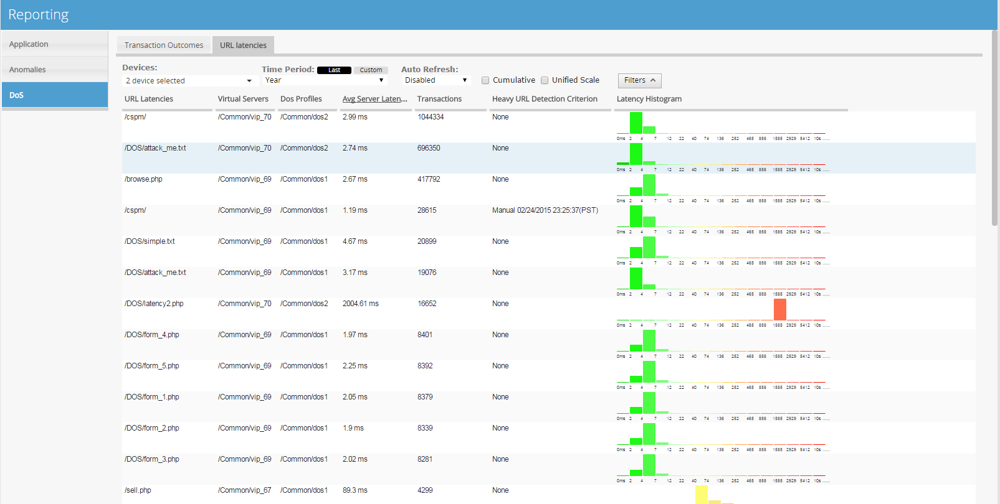 Reporting
Application
Anomalies
DoS
Transaction Outcomes URL latencies
Devices: Time Period: Last Custom Auto Refresh:
2 device selected Year Disabled Cumulative Unified Scale Filters
URL Latencies Virtual Servers Dos Profiles Avg Server Laten... Transactions Heavy URL Detection Criterion Latency Histogram
/cspm/ /Common/vip_70 /Common/dos2 2.99 ms 1044334 None
0ms 2 4 7 12 22 40 74 136 252 465 858 1585 2929 5412 10s
/DOS/attack_me.txt /Common/vip_70 /Common/dos2 2.74 ms 696350 None
0ms 2 4 7 12 22 40 74 136 252 465 858 1585 2929 5412 10s
/browse.php /Common/vip_69 /Common/dos1 2.67 ms 417792 None
0ms 2 4 7 12 22 40 74 136 252 465 858 1585 2929 5412 10s
/cspm/ /Common/vip_69 /Common/dos1 1.19 ms 28615 Manual 02/24/2015 23:25:37(PST)
0ms 2 4 7 12 22 40 74 136 252 465 858 1585 2929 5412 10s
/DOS/simple.txt /Common/vip_69 /Common/dos1 4.67 ms 20899 None
0ms 2 4 7 12 22 40 74 136 252 465 858 1585 2929 5412 10s
/DOS/attack_me.txt /Common/vip_69 /Common/dos1 3.17 ms 19076 None
0ms 2 4 7 12 22 40 74 136 252 465 858 1585 2929 5412 10s
/DOS/latency2.php /Common/vip_70 /Common/dos2 2004.61 ms 16652 None
0ms 2 4 7 12 22 40 74 136 252 465 858 1585 2929 5412 10s
/DOS/form_4.php /Common/vip_69 /Common/dos1 1.97 ms 8401 None
0ms 2 4 7 12 22 40 74 136 252 465 858 1585 2929 5412 10s
/DOS/form_5.php /Common/vip_69 /Common/dos1 2.25 ms 8392 None
0ms 2 4 7 12 22 40 74 136 252 465 858 1585 2929 5412 10s
/DOS/form_1.php /Common/vip_69 /Common/dos1 2.05 ms 8379 None
0ms 2 4 7 12 22 40 74 136 252 465 858 1585 2929 5412 10s
/DOS/form_2.php /Common/vip_69 /Common/dos1 1.9 ms 8339 None
0ms 2 4 7 12 22 40 74 136 252 465 858 1585 2929 5412 10s
/DOS/form_3.php /Common/vip_69 /Common/dos1 2.02 ms 8281 None
0ms 2 4 7 12 22 40 74 136 252 465 858 1585 2929 5412 10s
/sell.php /Common/vip_67 /Common/dos1 89.3 ms 4299 None